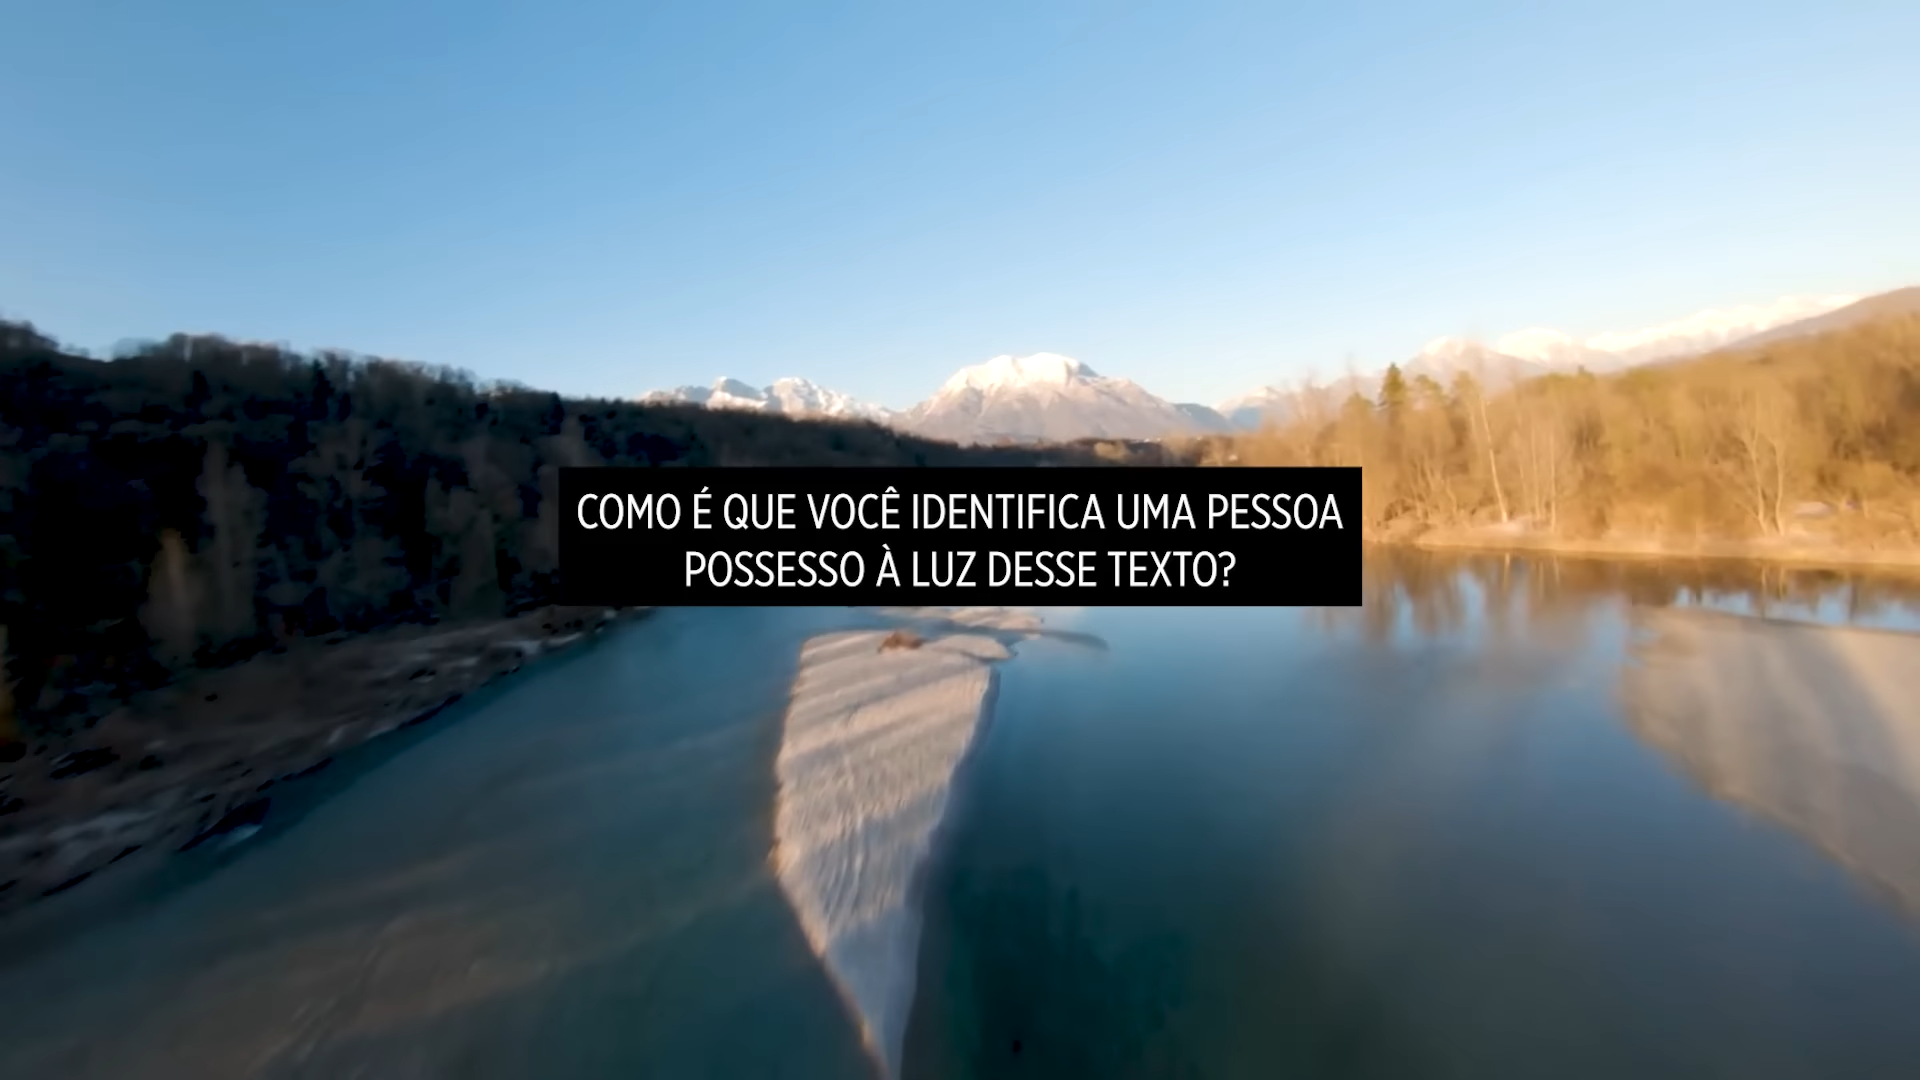 COMO É QUE VOCÊ IDENTIFICA UMA PESSOA
POSSESSO À LUZ DESSE TEXTO?